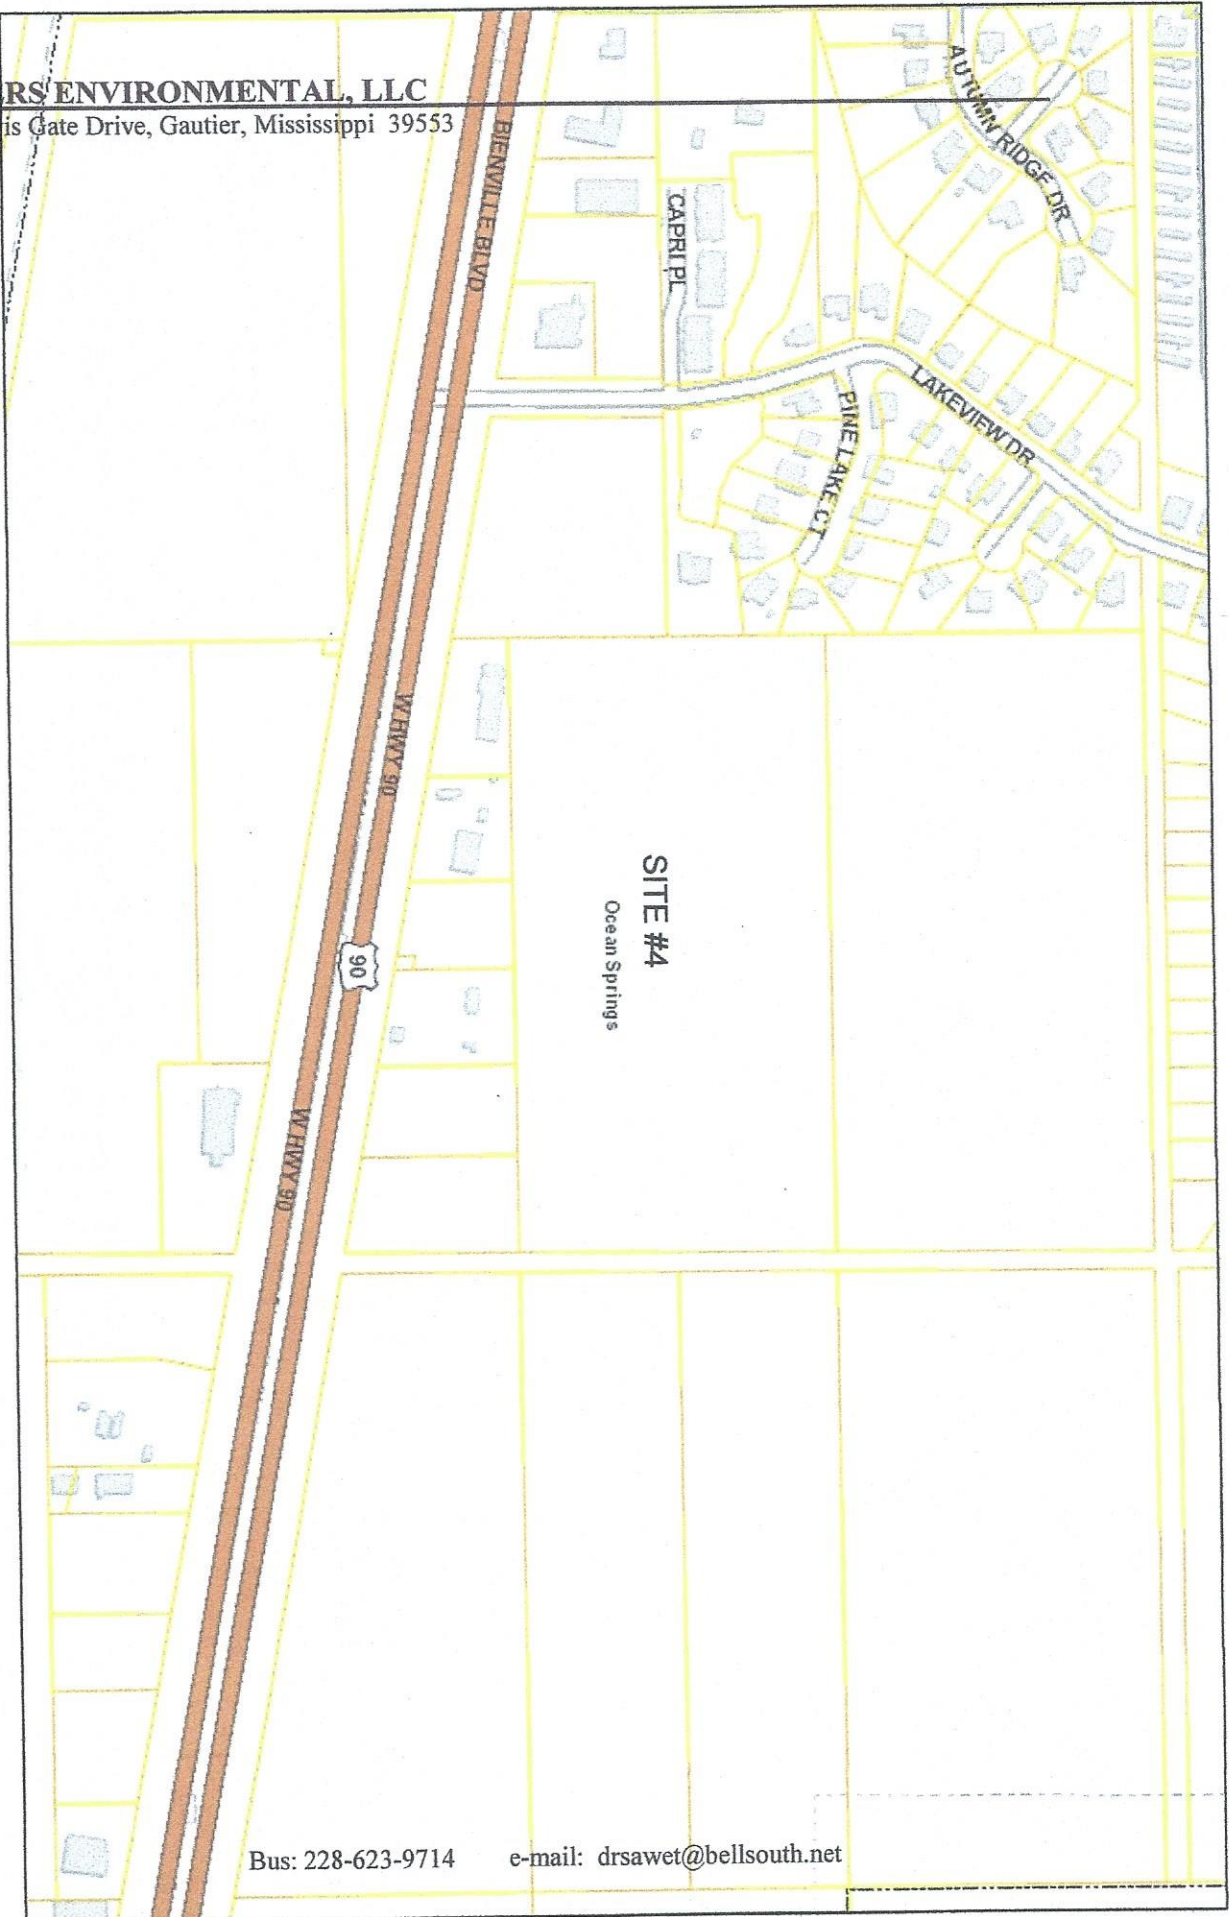 RS ENVIRONMENTAL, LLC
is Gate Drive, Gautier, Mississippi 39553
AUTUMN RIDGE DR
BIENVILLE BLVD
CAPRI PL
LAKEVIEW DR
PINE LAKE CT
W HWY 90
SITE #4
Ocean Springs
90
W HWY 90
Bus: 228-623-9714 e-mail: drsawet@bellsouth.net